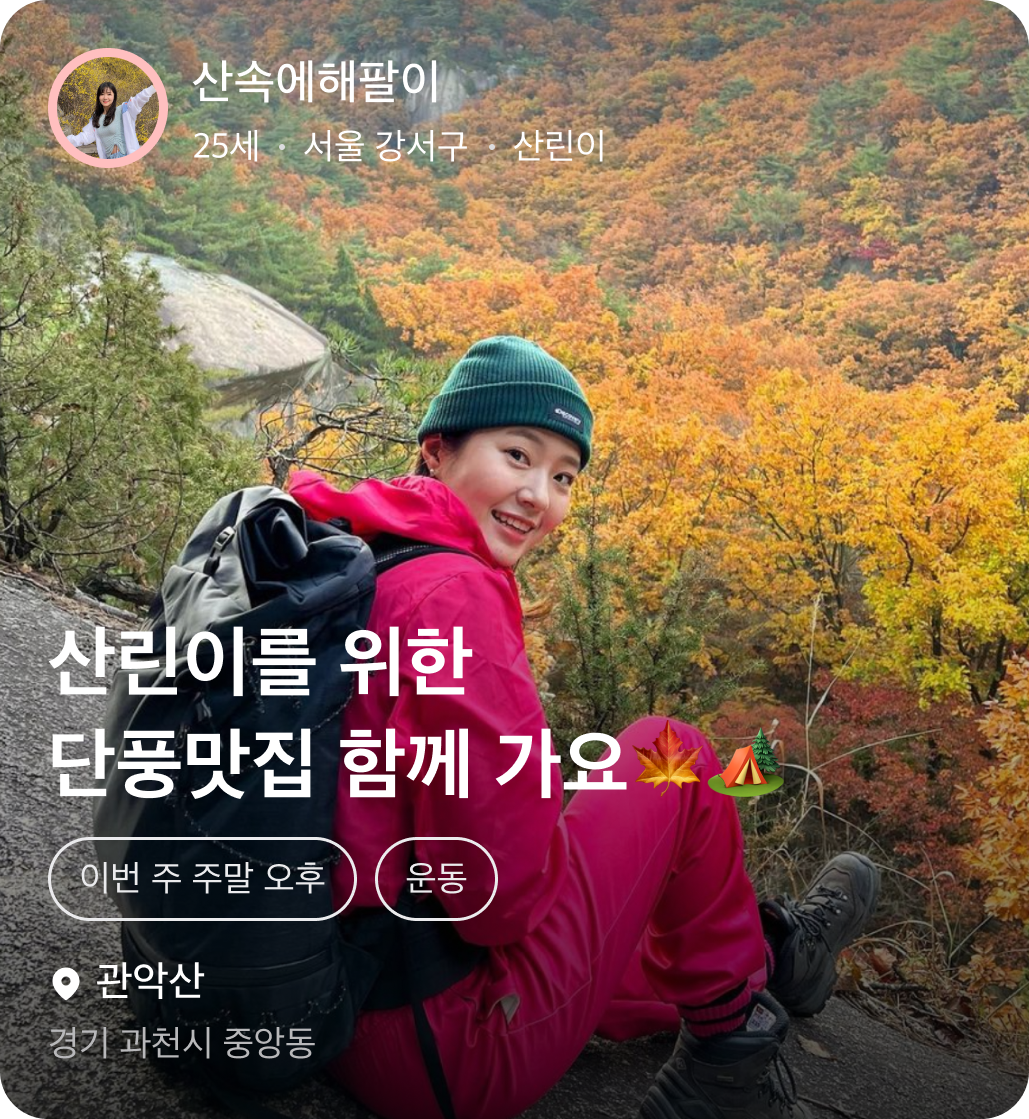 산속에해팔이
25세 • 서울 강서구 • 산린이
산린이를 위한
단풍맛집 함께 가요🍁🏕️
이번 주 주말 오후
운동
관악산
경기 과천시 중앙동